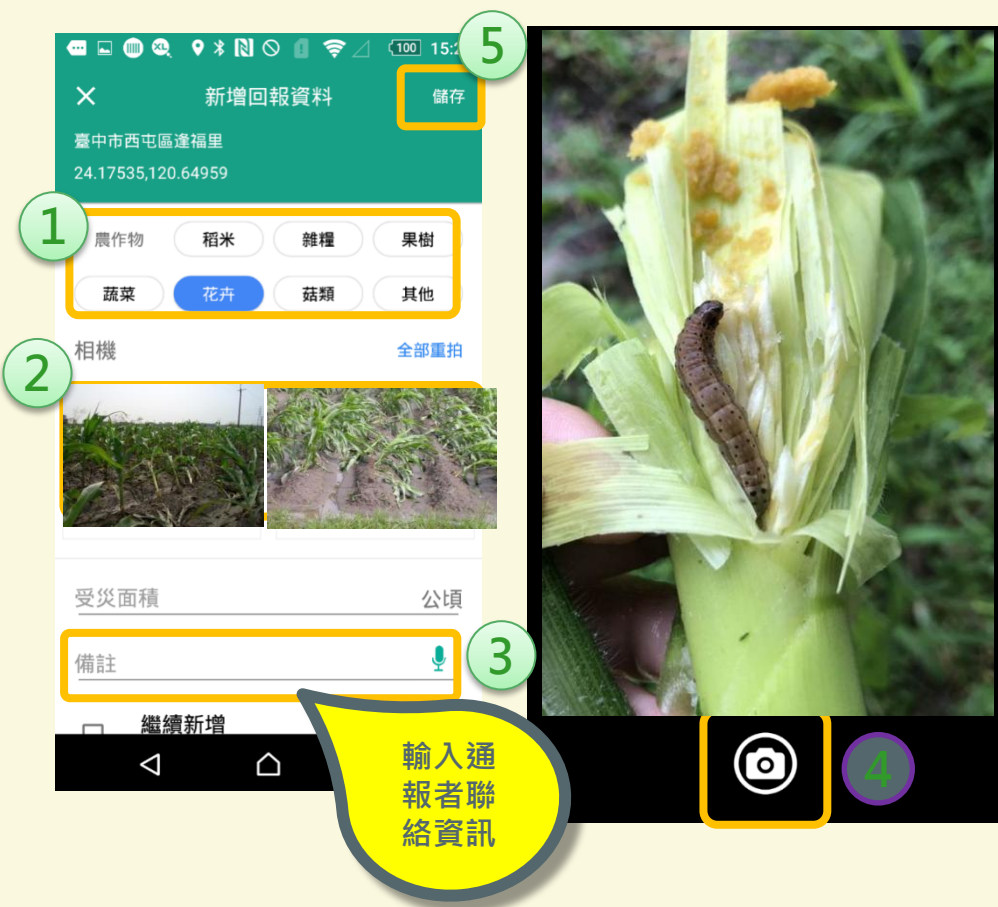 100 15:2
5
新增回報資料
儲存
臺中市西屯區逢福里
24.17535,120.64959
1
農作物 稻米 雜糧 果樹
蔬菜 花卉 菇類 其他
相機 全部重拍
2
受災面積 公頃
備註
3
繼續新增
輸入通
報者聯
絡資訊
4